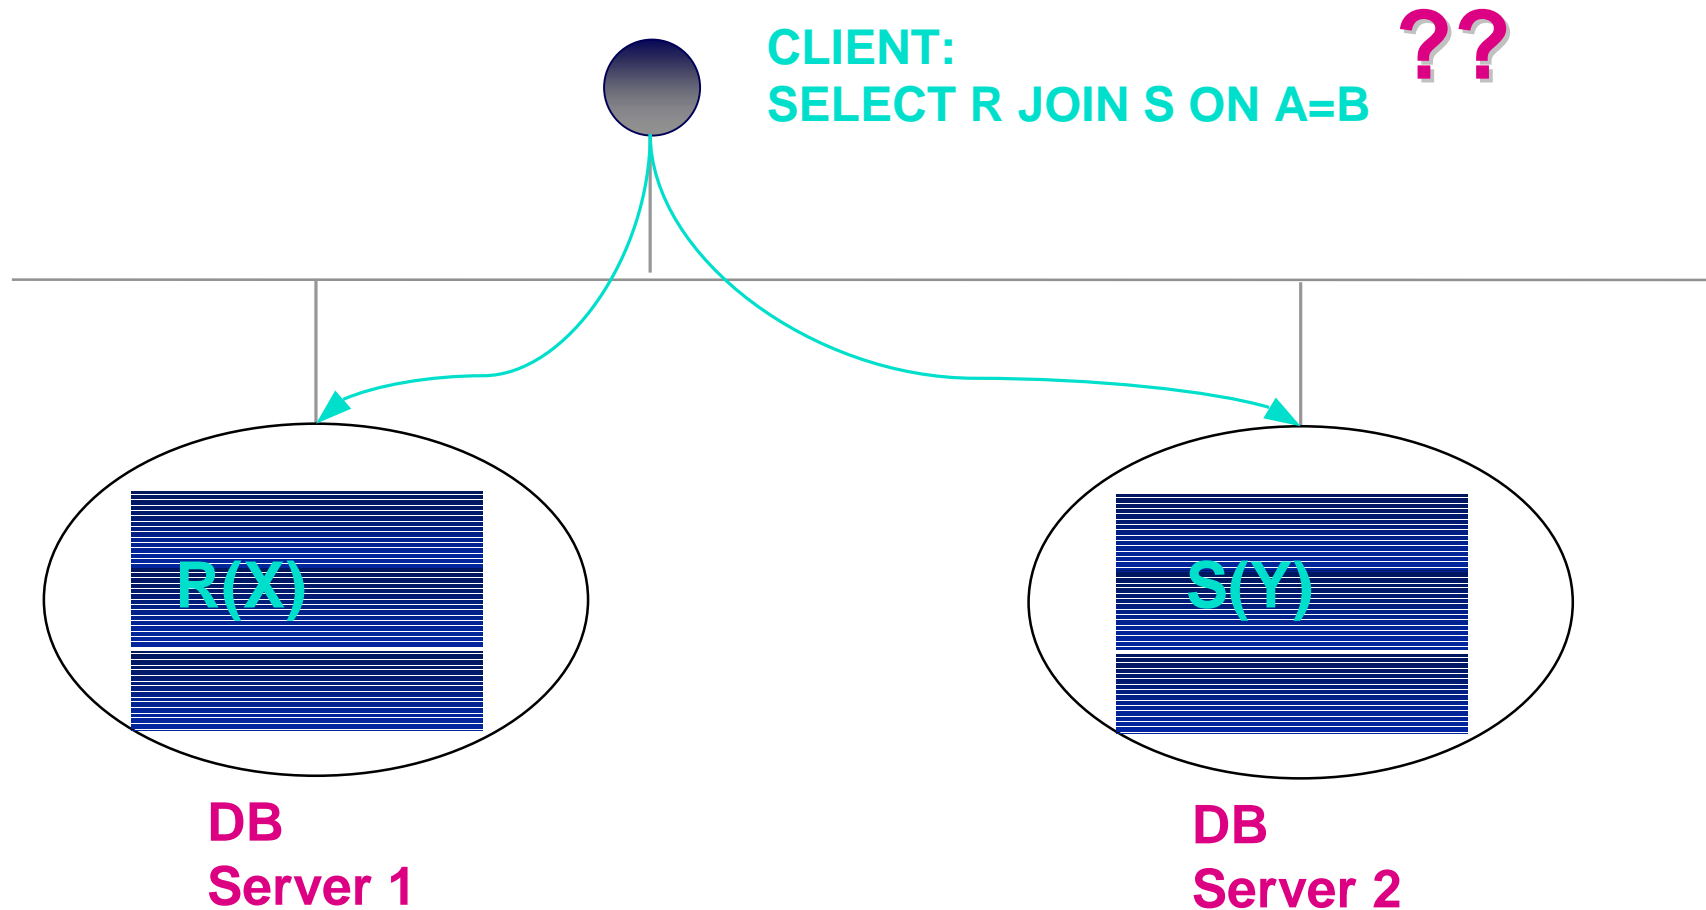 CLIENT:
SELECT R JOIN S ON A=B
??
R(X)
S(Y)
DB
Server 1
DB
Server 2